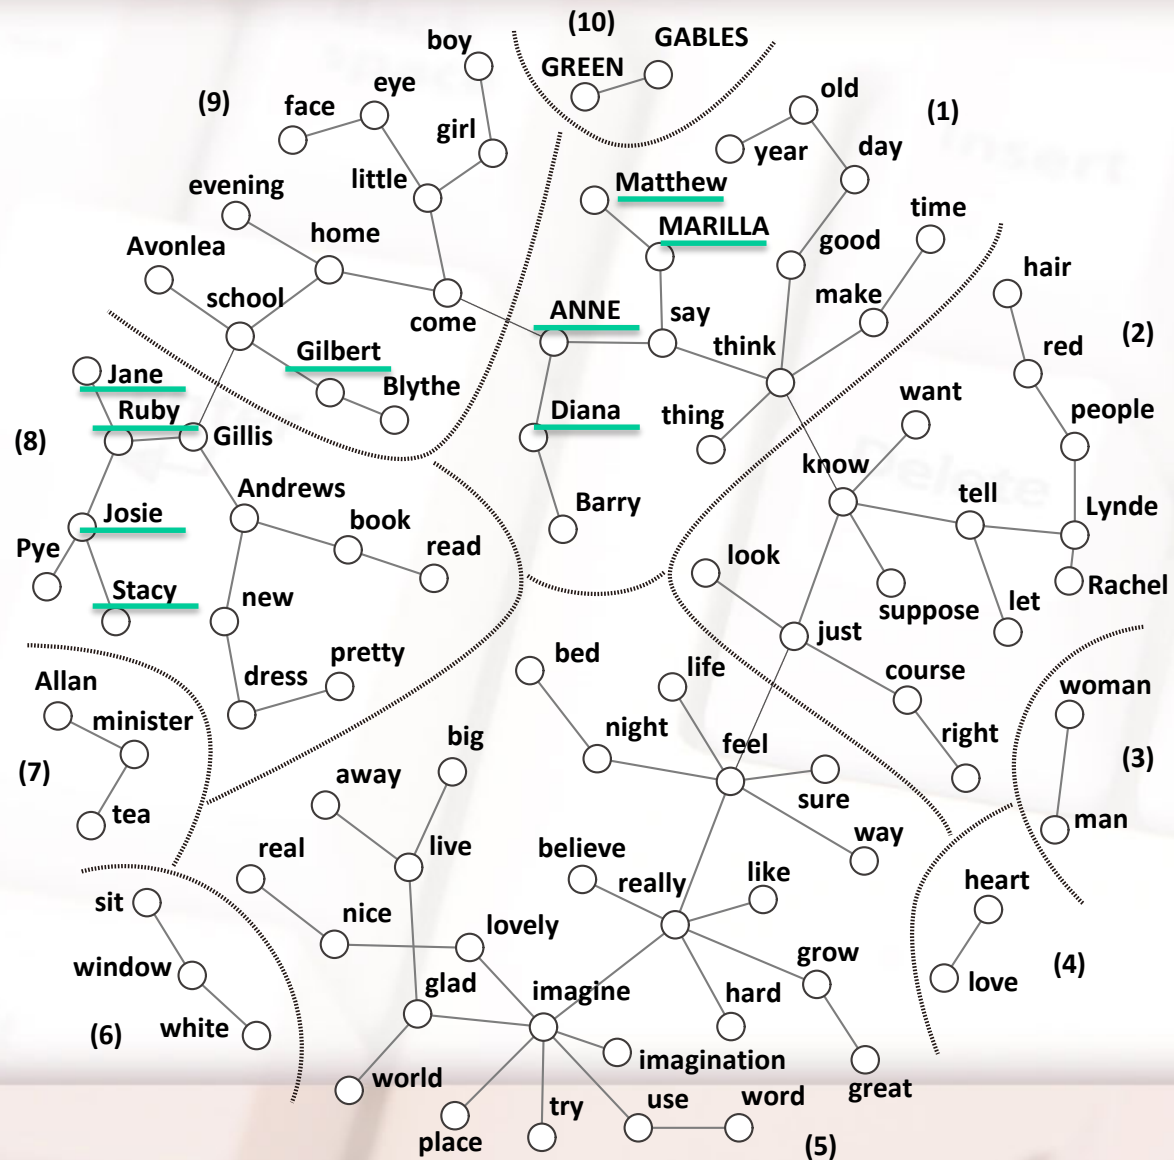 (10)
GABLES
GREEN
boy
eye
face
girl
(9)
little
evening
home
Avonlea
school
come
Gilbert
Blythe
old
(1)
year
day
Matthew
time
MARILLA
good
make
ANNE
say
think
Diana
thing
Barry
hair
(2)
red
want
people
know
tell
Lynde
look
suppose
let
Rachel
just
course
right
Jane
Ruby
(8)
Gillis
Andrews
Josie
book
Pye
read
Stacy
new
dress
pretty
woman
(3)
man
Allan
minister
(7)
tea
bed
life
night
feel
big
away
sure
way
real
live
believe
really
like
nice
lovely
grow
glad
imagine
hard
imagination
world
great
use
word
try
place
(5)
heart
love
(4)
sit
window
white
(6)